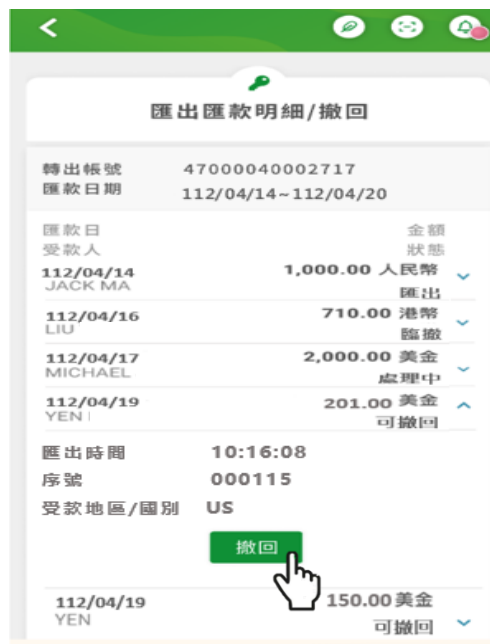 匯出匯款明細/撤回
轉出帳號 47000040002717
匯款日期 112/04/14~112/04/20
匯款日 金額
受款人 狀態
112/04/14 1,000.00 人民幣
JACK MA 匯出
112/04/16 710.00 港幣
LIU 臨撤
112/04/17 2,000.00 美金
MICHAEL 處理中
112/04/19 201.00 美金
YEN 可撤回
匯出時間 10:16:08
序號 000115
受款地區/國別 US
撤回
112/04/19 150.00 美金
YEN 可撤回